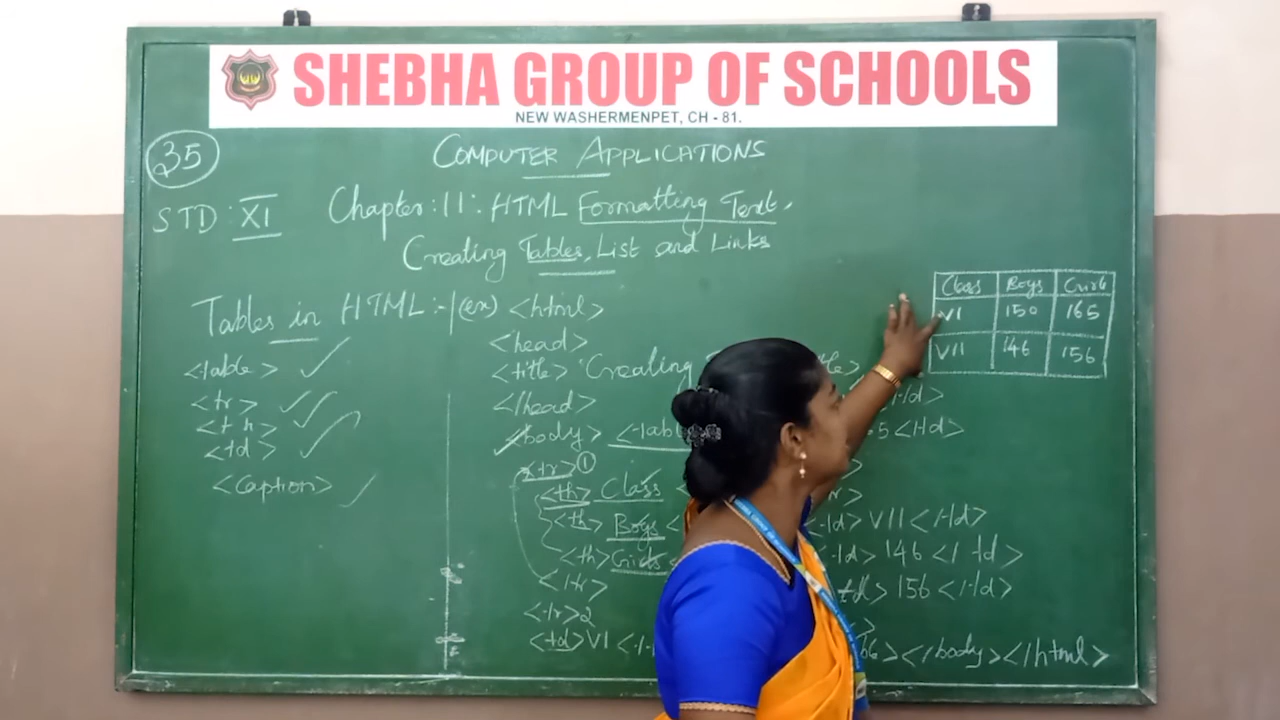 SHEBHA GROUP OF SCHOOLS
NEW WASHERMENPET, CH - 81.
35
COMPUTER APPLICATIONS
STD : XI Chapter : 11 : HTML Formatting Text,
Creating Tables, List and Links
Tables in HTML :-
<table>
<tr>
<th>
<td>
<Caption>
(ex) <html>
<head>
<title> "Creating
</head>
<body> <tabl
<tr> 1
<th> Class <
<th> Boys <
<th> Girls
</tr>
<tr> 2
<td> VI <
5 </td>
<td> VII </td>
<td> 146 </td>
<td> 156 </td>
></body></html>
Class Boys Girls
VI 150 165
VII 146 156